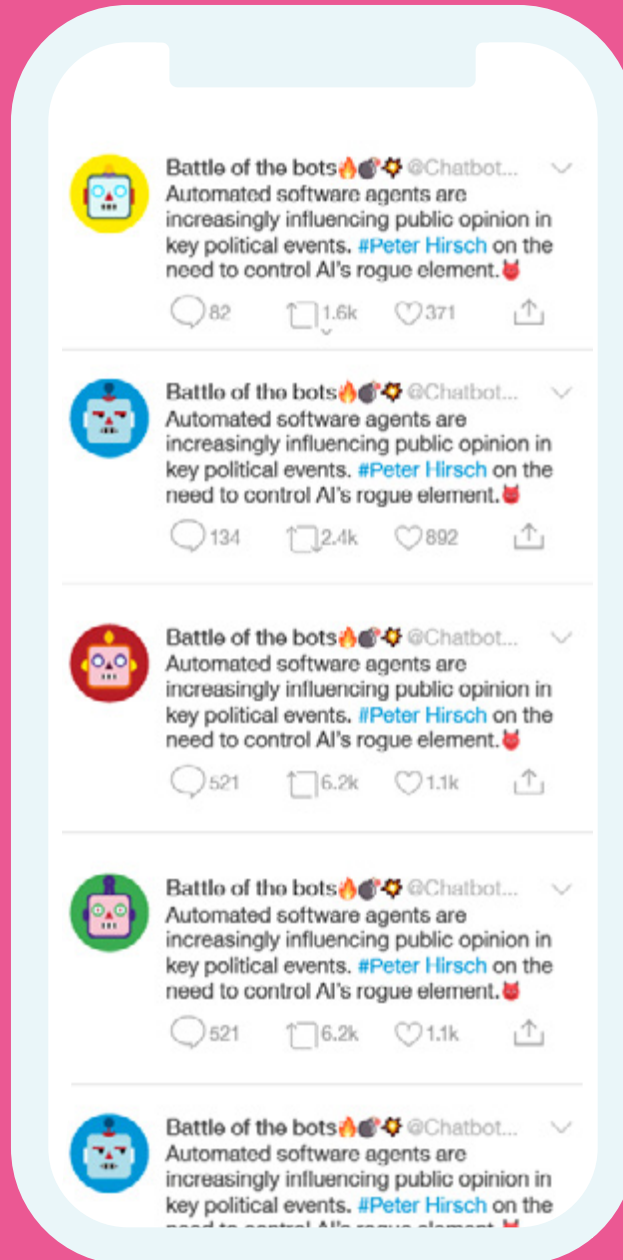 Battle of the bots🔥💣💥 @Chatbot...
Automated software agents are
increasingly influencing public opinion in
key political events. #Peter Hirsch on the
need to control AI's rogue element.👹
82 1.6k 371
Battle of the bots🔥💣💥 @Chatbot...
Automated software agents are
increasingly influencing public opinion in
key political events. #Peter Hirsch on the
need to control AI's rogue element.👹
134 2.4k 892
Battle of the bots🔥💣💥 @Chatbot...
Automated software agents are
increasingly influencing public opinion in
key political events. #Peter Hirsch on the
need to control AI's rogue element.👹
521 6.2k 1.1k
Battle of the bots🔥💣💥 @Chatbot...
Automated software agents are
increasingly influencing public opinion in
key political events. #Peter Hirsch on the
need to control AI's rogue element.👹
521 6.2k 1.1k
Battle of the bots🔥💣💥 @Chatbot...
Automated software agents are
increasingly influencing public opinion in
key political events. #Peter Hirsch on the
need to control AI's rogue element.👹